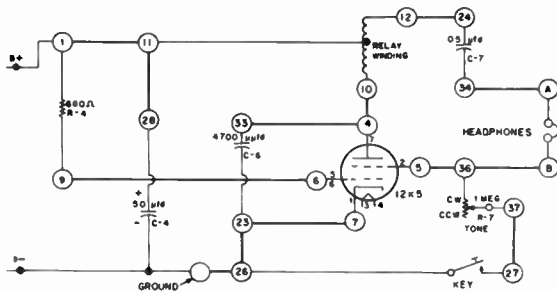 B+
1
11
12
24
RELAY
WINDING
.05 μfd
C-7
680Ω
R-4
28
10
34
A
33
4
4700 μμfd
C-6
7
HEADPHONES
9
6
5
6
2
5
36
B
12K5
+
50 μfd
-
C-4
23
1
3
4
7
CW
CCW
1 MEG
R-7
TONE
37
B-
GROUND
26
KEY
27